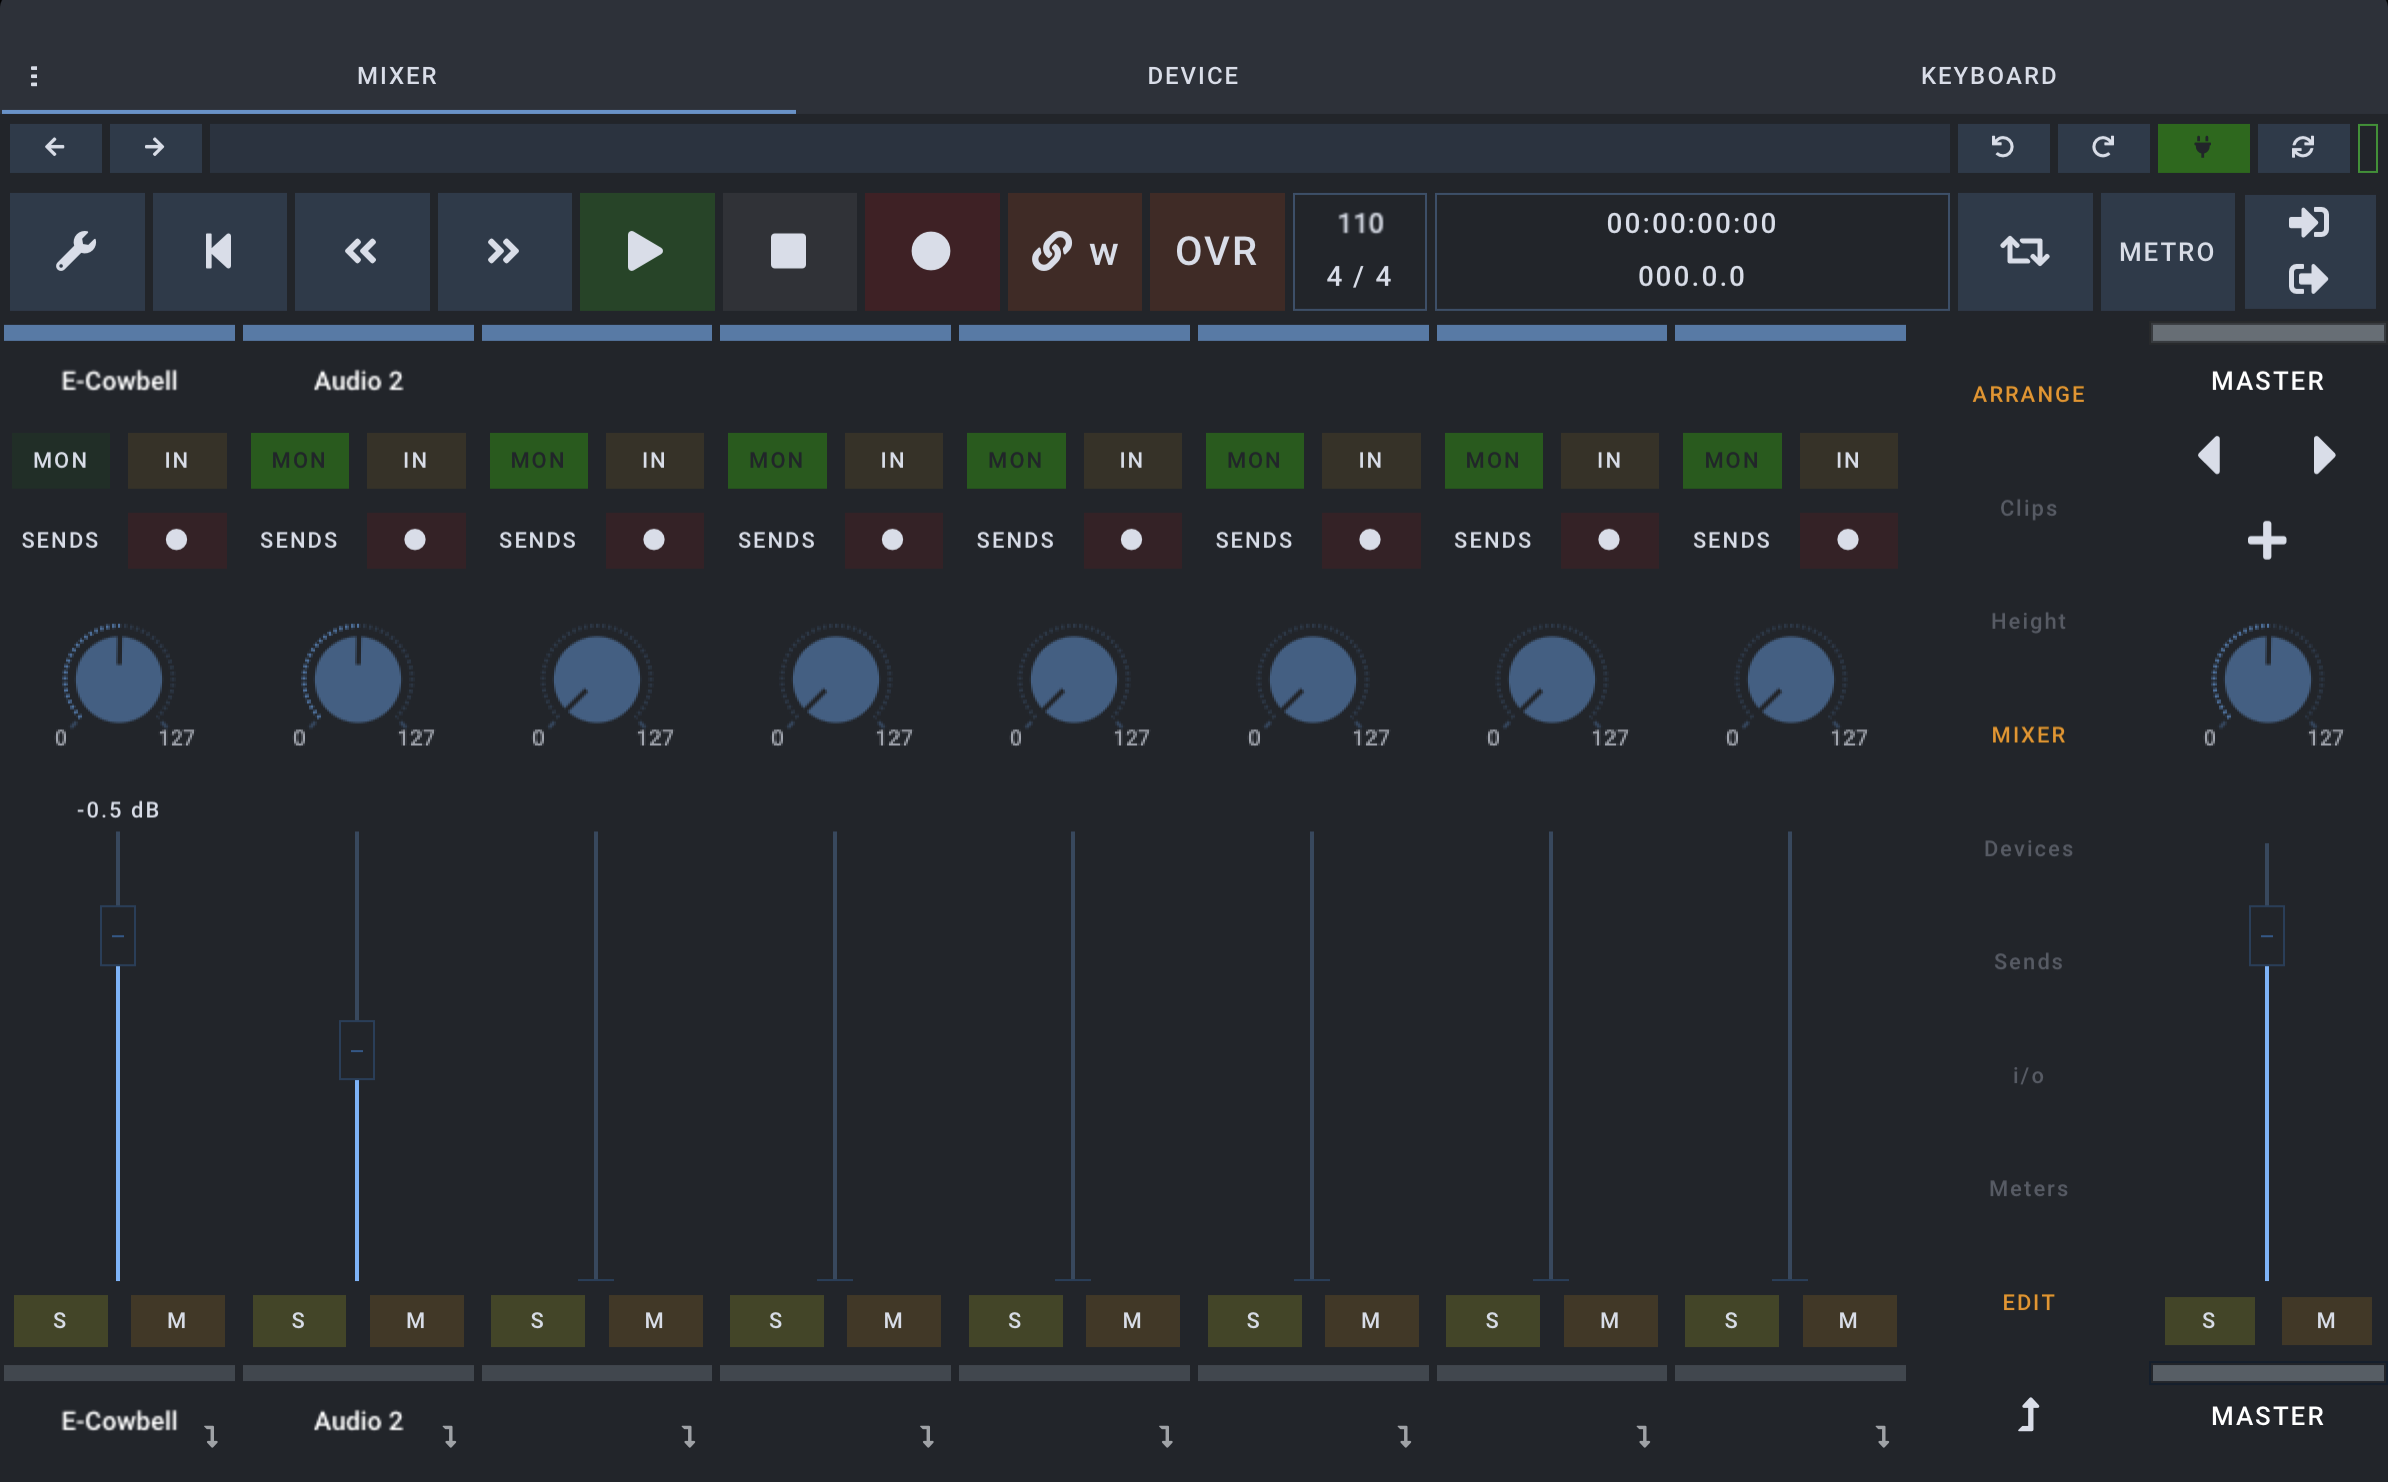 MIXER DEVICE KEYBOARD
w OVR 110 00:00:00:00 METRO
4 / 4 000.0.0
E-Cowbell Audio 2 MASTER
ARRANGE
MON IN MON IN MON IN MON IN MON IN MON IN MON IN MON IN
Clips
SENDS SENDS SENDS SENDS SENDS SENDS SENDS SENDS
Height
0 127 0 127 0 127 0 127 0 127 0 127 0 127 0 127 MIXER 0 127
-0.5 dB
Devices
Sends
i/o
Meters
EDIT
S M S M S M S M S M S M S M S M S M
E-Cowbell Audio 2 MASTER